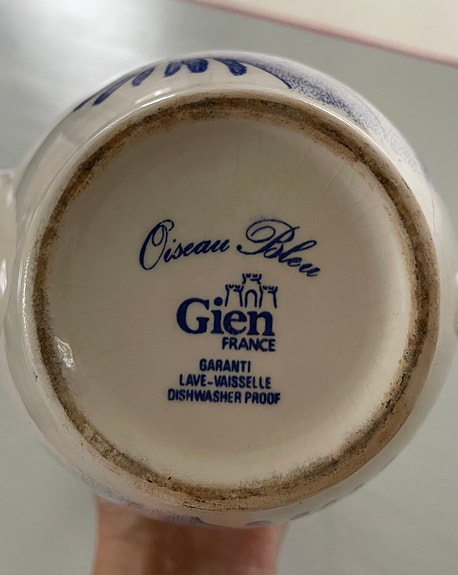 Oiseau Bleu
Gien
FRANCE
GARANTI
LAVE-VAISSELLE
DISHWASHER PROOF